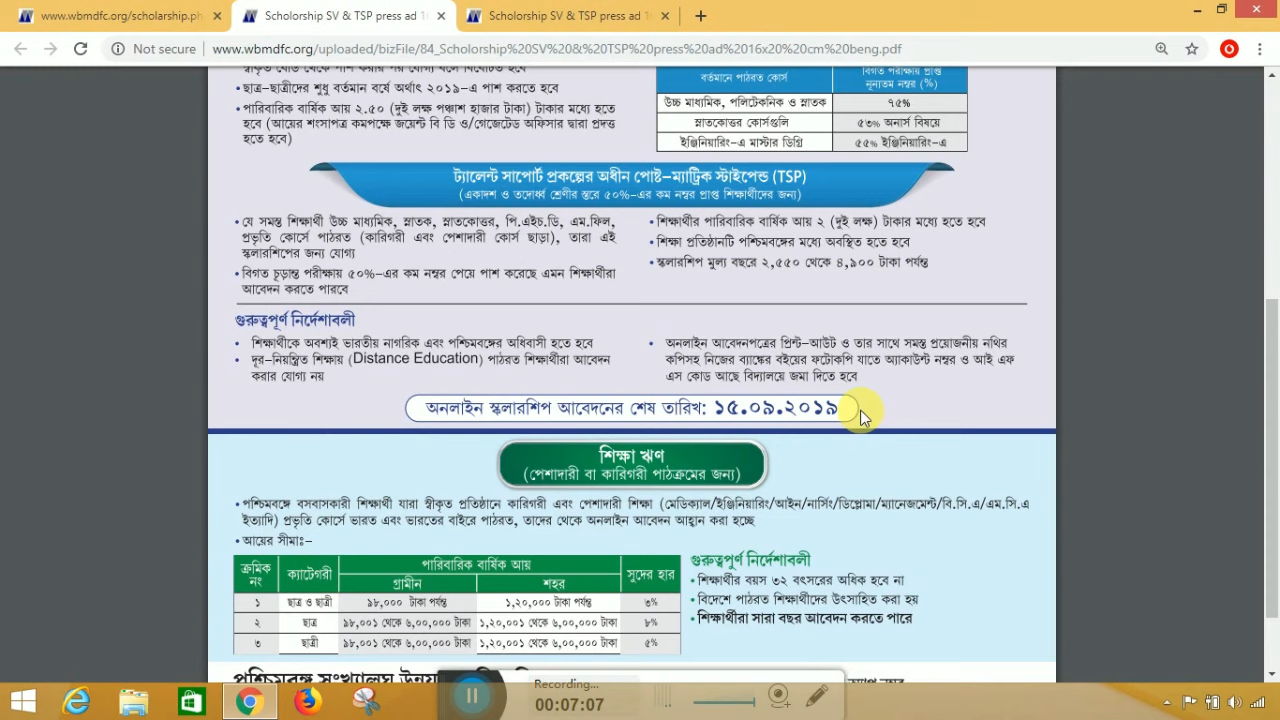 www.wbmdfc.org/scholarship.ph
Scholorship SV & TSP press ad 1
Scholorship SV & TSP press ad 1
Not secure
www.wbmdfc.org/uploaded/bizFile/84_Scholorship%20SV%20&%20TSP%20press%20ad%2016x20%20cm%20beng.pdf
ছাত্র-ছাত্রীদের শুধু বর্তমান বর্ষে অর্থাৎ ২০১৯-এ পাশ করতে হবে
পারিবারিক বার্ষিক আয় ২.৫০ (দুই লক্ষ পঞ্চাশ হাজার টাকা) টাকার মধ্যে হতে
হবে (আয়ের শংসাপত্র কমপক্ষে জয়েন্ট বি ডি ও/গেজেটেড অফিসার দ্বারা প্রদত্ত
হতে হবে)
বর্তমানে পাঠরত কোর্স
বিগত পরীক্ষায় প্রাপ্ত
নূন্যতম নম্বর (%)
উচ্চ মাধ্যমিক, পলিটেকনিক ও স্নাতক ৭৫%
স্নাতকোত্তর কোর্সগুলি ৫৩% অনার্স বিষয়ে
ইঞ্জিনিয়ারিং-এ মাস্টার ডিগ্রি ৫৫% ইঞ্জিনিয়ারিং-এ
ট্যালেন্ট সাপোর্ট প্রকল্পের অধীন পোষ্ট-ম্যাট্রিক স্টাইপেন্ড (TSP)
(একাদশ ও তদোর্ধ্ব শ্রেণীর স্তরে ৫০%-এর কম নম্বর প্রাপ্ত শিক্ষার্থীদের জন্য)
যে সমস্ত শিক্ষার্থী উচ্চ মাধ্যমিক, স্নাতক, স্নাতকোত্তর, পি.এইচ.ডি, এম.ফিল,
প্রভৃতি কোর্সে পাঠরত (কারিগরী এবং পেশাদারী কোর্স ছাড়া), তারা এই
স্কলারশিপের জন্য যোগ্য
বিগত চূড়ান্ত পরীক্ষায় ৫০%-এর কম নম্বর পেয়ে পাশ করেছে এমন শিক্ষার্থীরা
আবেদন করতে পারবে
শিক্ষার্থীর পারিবারিক বার্ষিক আয় ২ (দুই লক্ষ) টাকার মধ্যে হতে হবে
শিক্ষা প্রতিষ্ঠানটি পশ্চিমবঙ্গের মধ্যে অবস্থিত হতে হবে
স্কলারশিপ মুল্য বছরে ২,৫৫০ থেকে ৪,৯০০ টাকা পর্যন্ত
গুরুত্বপূর্ণ নির্দেশাবলী
শিক্ষার্থীকে অবশ্যই ভারতীয় নাগরিক এবং পশ্চিমবঙ্গের অধিবাসী হতে হবে
দূর-নিয়ন্ত্রিত শিক্ষায় (Distance Education) পাঠরত শিক্ষার্থীরা আবেদন
করার যোগ্য নয়
অনলাইন আবেদনপত্রের প্রিন্ট-আউট ও তার সাথে সমস্ত প্রয়োজনীয় নথির
কপিসহ নিজের ব্যাঙ্কের বইয়ের ফটোকপি যাতে অ্যাকাউন্ট নম্বর ও আই এফ
এস কোড আছে বিদ্যালয়ে জমা দিতে হবে
অনলাইন স্কলারশিপ আবেদনের শেষ তারিখ: ১৫.০৯.২০১৯
শিক্ষা ঋণ
(পেশাদারী বা কারিগরী পাঠক্রমের জন্য)
পশ্চিমবঙ্গে বসবাসকারী শিক্ষার্থী যারা স্বীকৃত প্রতিষ্ঠানে কারিগরী এবং পেশাদারী শিক্ষা (মেডিক্যাল/ইঞ্জিনিয়ারিং/আইন/নার্সিং/ডিপ্লোমা/ম্যানেজমেন্ট/বি.সি.এ/এম.সি.এ
ইত্যাদি) প্রভৃতি কোর্সে ভারত এবং ভারতের বাইরে পাঠরত, তাদের থেকে অনলাইন আবেদন আহ্বান করা হচ্ছে
আয়ের সীমাঃ-
ক্রমিক নং ক্যাটেগরী পারিবারিক বার্ষিক আয় সুদের হার
গ্রামীন শহর
১ ছাত্র ও ছাত্রী ৯৮,০০০ টাকা পর্যন্ত ১,২০,০০০ টাকা পর্যন্ত ৩%
২ ছাত্র ৯৮,০০১ থেকে ৬,০০,০০০ টাকা ১,২০,০০১ থেকে ৬,০০,০০০ টাকা ৮%
৩ ছাত্রী ৯৮,০০১ থেকে ৬,০০,০০০ টাকা ১,২০,০০১ থেকে ৬,০০,০০০ টাকা ৫%
গুরুত্বপূর্ণ নির্দেশাবলী
শিক্ষার্থীর বয়স ৩২ বৎসরের অধিক হবে না
বিদেশে পাঠরত শিক্ষার্থীদের উৎসাহিত করা হয়
শিক্ষার্থীরা সারা বছর আবেদন করতে পারে
Recording...
00:07:07